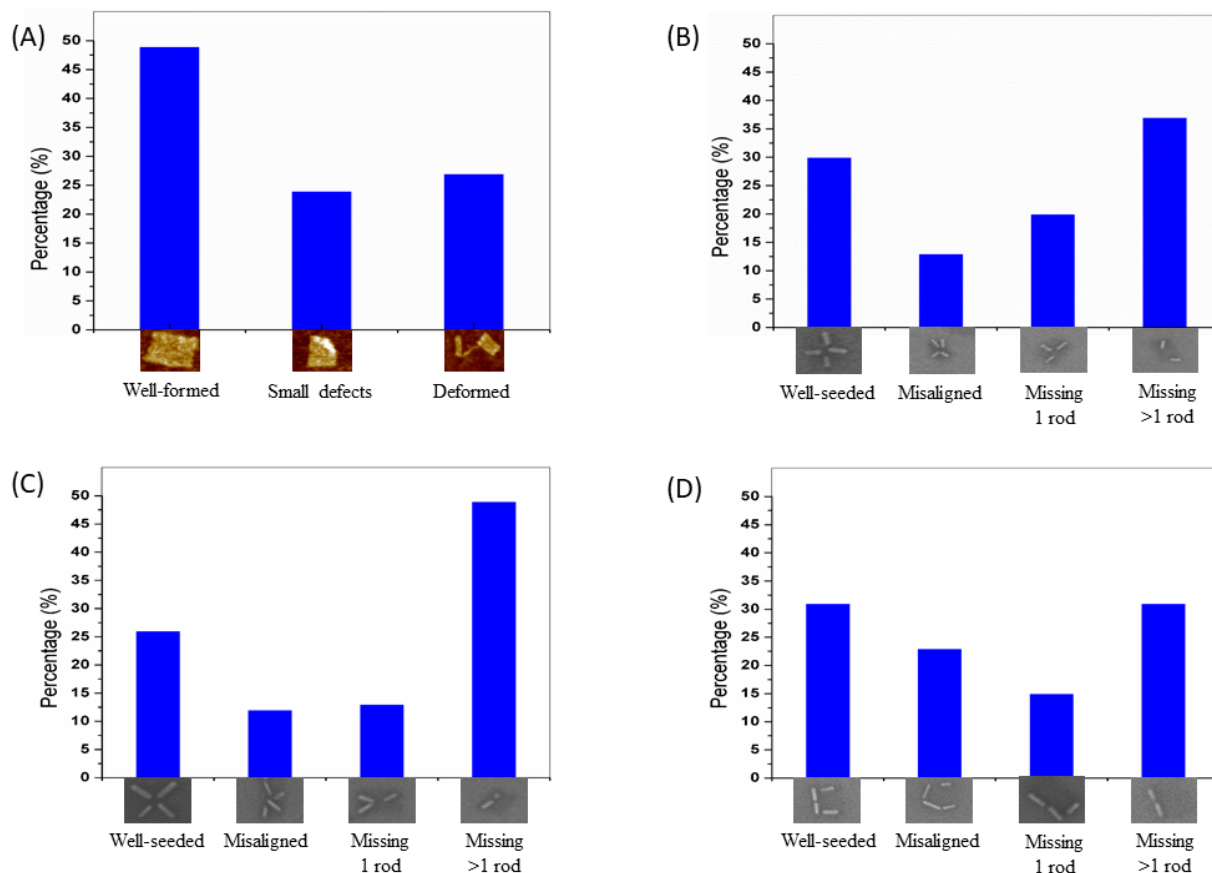 (A)
Percentage (%)
50
45
40
35
30
25
20
15
10
5
0
Well-formed
Small defects
Deformed
(B)
Percentage (%)
50
45
40
35
30
25
20
15
10
5
0
Well-seeded
Misaligned
Missing
1 rod
Missing
>1 rod
(C)
Percentage (%)
50
45
40
35
30
25
20
15
10
5
0
Well-seeded
Misaligned
Missing
1 rod
Missing
>1 rod
(D)
Percentage (%)
50
45
40
35
30
25
20
15
10
5
0
Well-seeded
Misaligned
Missing
1 rod
Missing
>1 rod